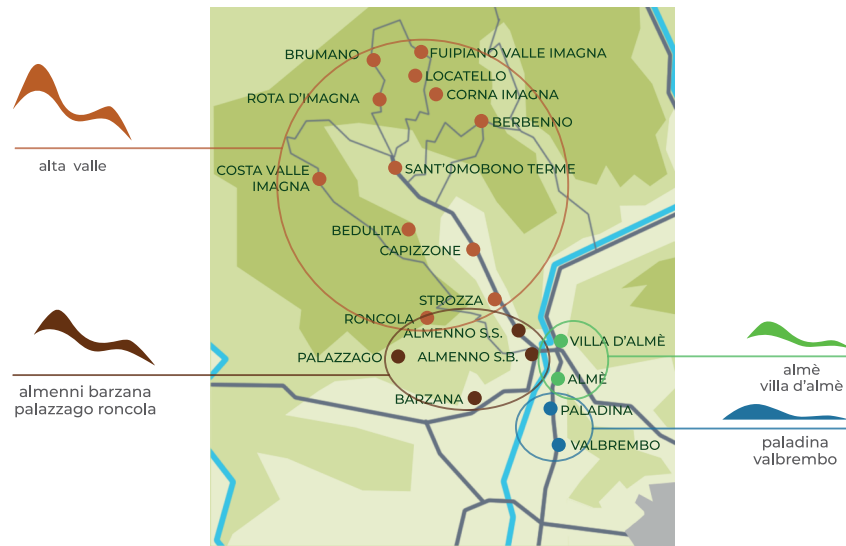 BRUMANO
FUIPIANO VALLE IMAGNA
LOCATELLO
ROTA D'IMAGNA
CORNA IMAGNA
BERBENNO
alta valle
COSTA VALLE
IMAGNA
SANT'OMOBONO TERME
BEDULITA
CAPIZZONE
STROZZA
RONCOLA
ALMENNO S.S.
VILLA D'ALMÈ
PALAZZAGO
ALMENNO S.B.
almè
villa d'almè
ALMÈ
almenni barzana
palazzago roncola
BARZANA
PALADINA
VALBREMBO
paladina
valbrembo